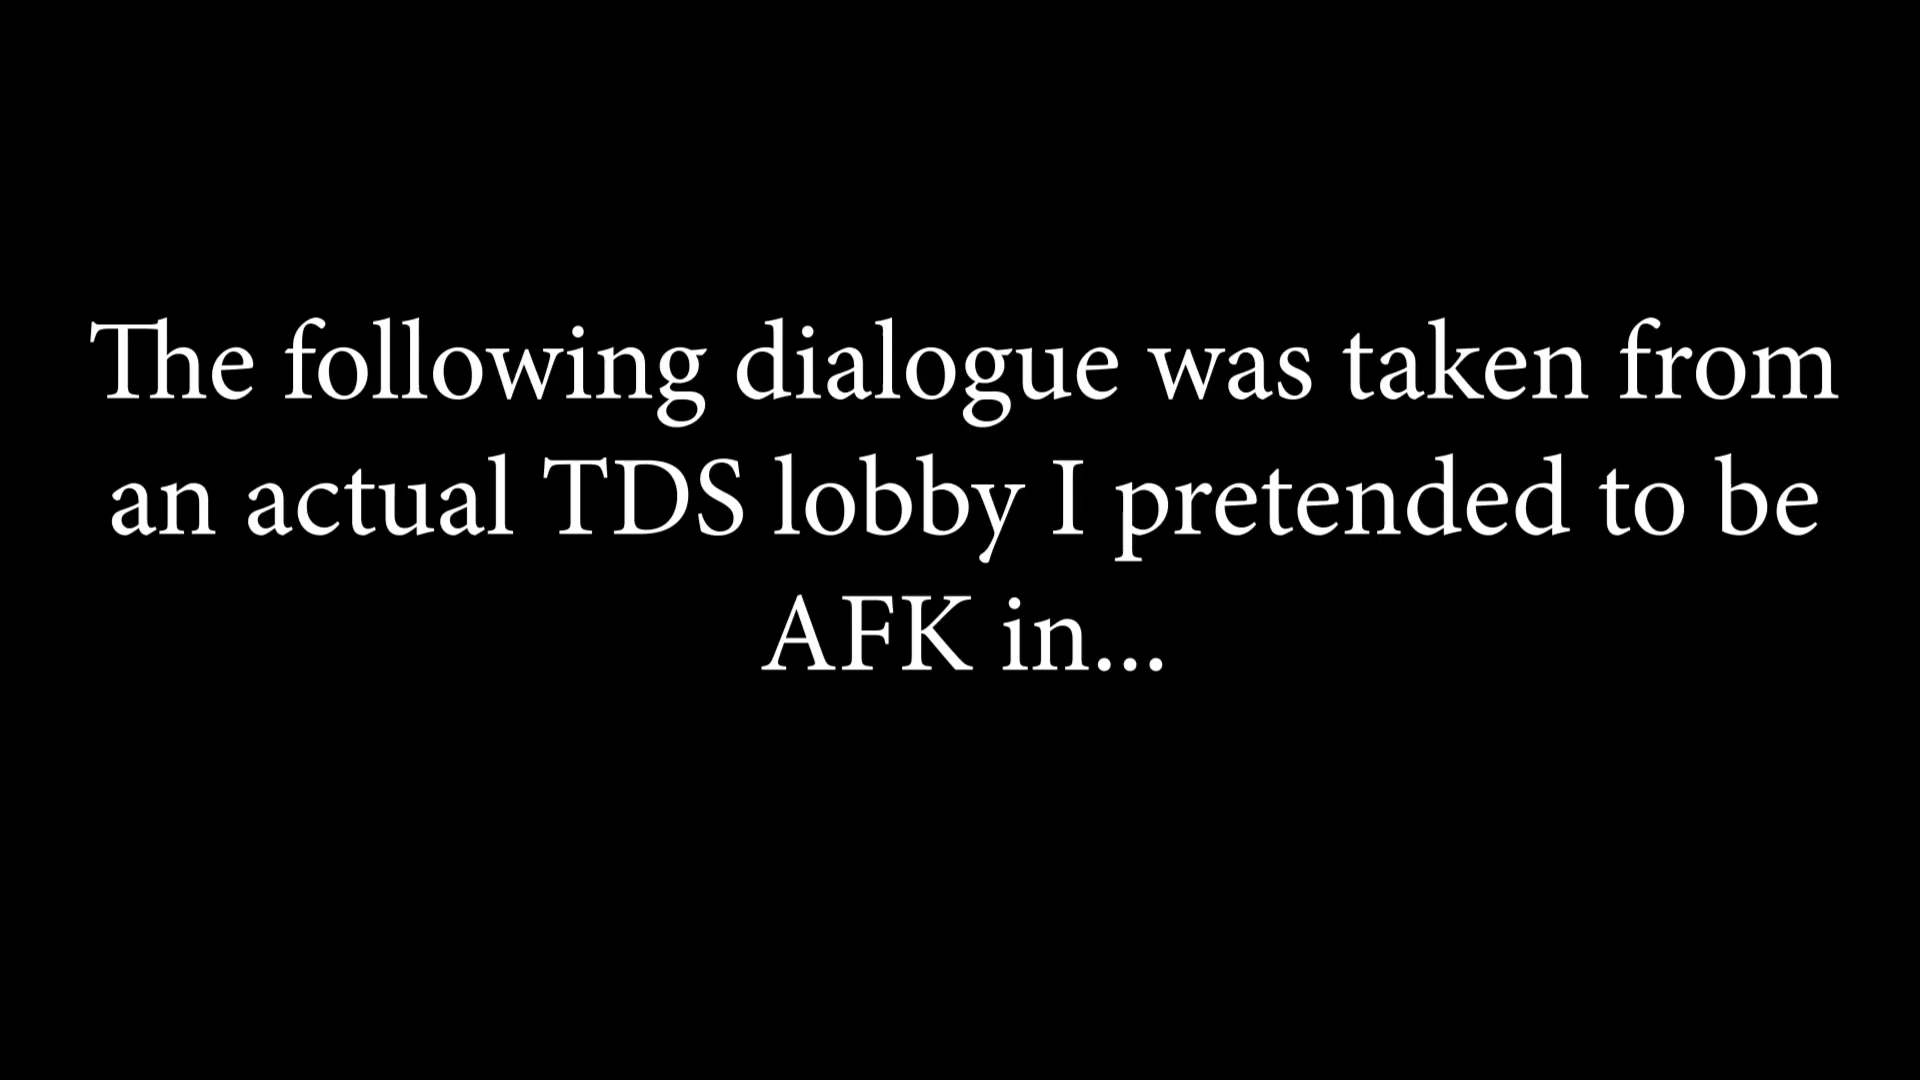 The following dialogue was taken from
an actual TDS lobby I pretended to be
AFK in...